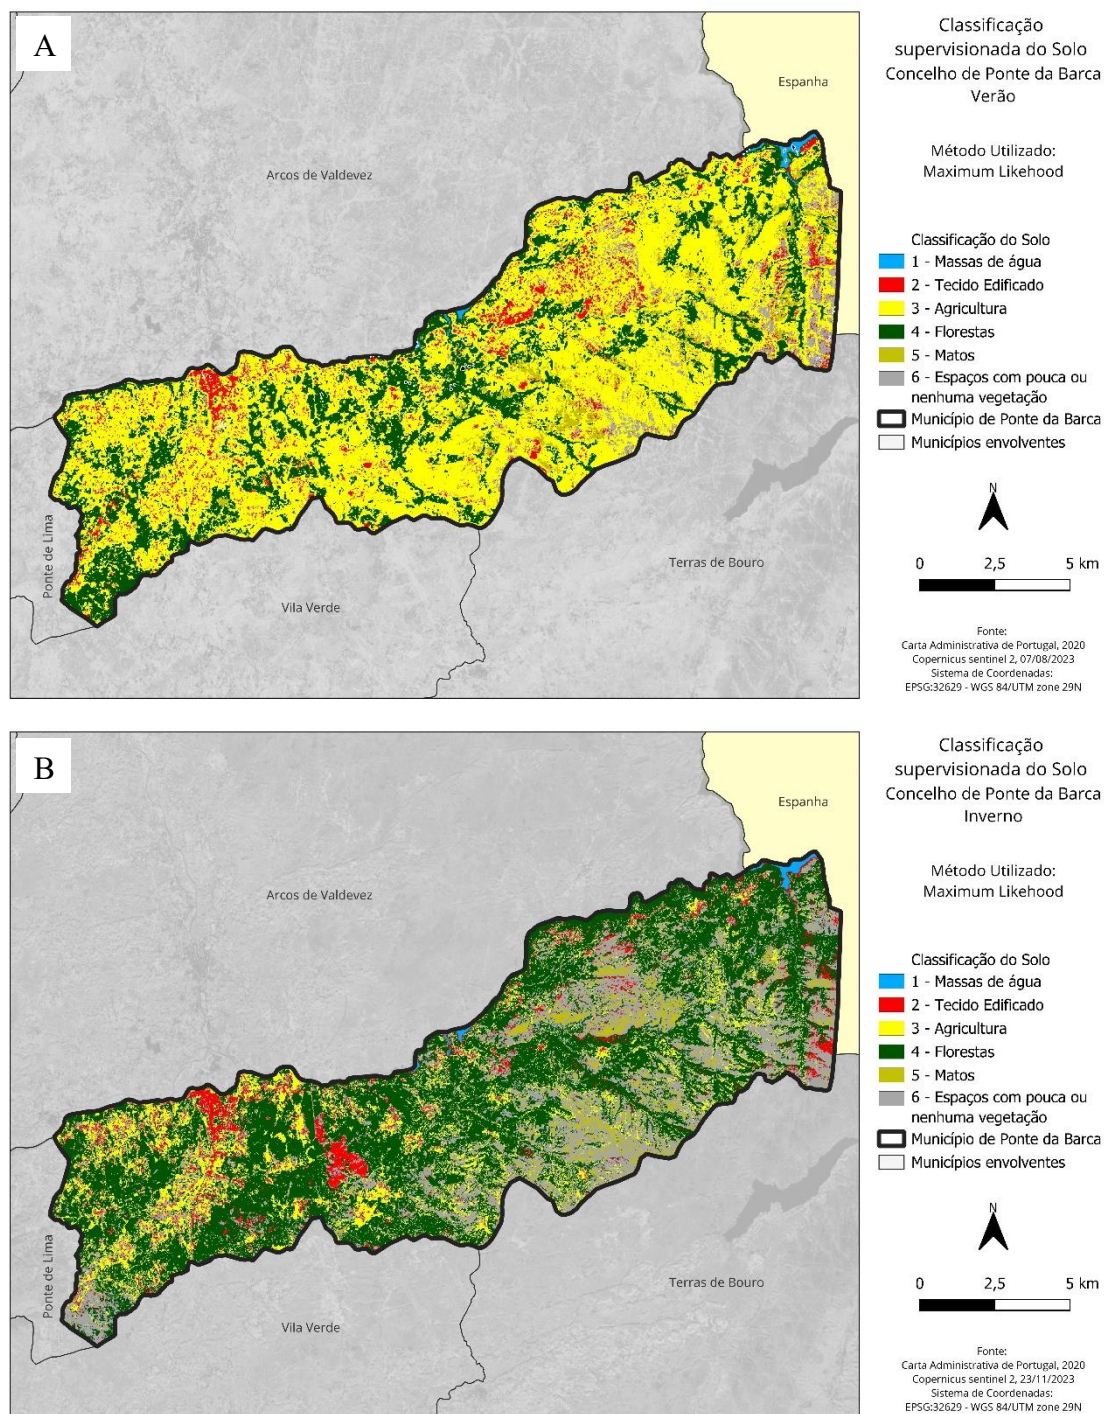 A
Classificação
supervisionada do Solo
Concelho de Ponte da Barca
Verão
Método Utilizado:
Maximum Likehood
Espanha
Arcos de Valdevez
Ponte de Lima
Vila Verde
Terras de Bouro
Classificação do Solo
1 - Massas de água
2 - Tecido Edificado
3 - Agricultura
4 - Florestas
5 - Matos
6 - Espaços com pouca ou
nenhuma vegetação
Município de Ponte da Barca
Municípios envolventes
N
0 2,5 5 km
Fonte:
Carta Administrativa de Portugal, 2020
Copernicus sentinel 2, 07/08/2023
Sistema de Coordenadas:
EPSG:32629 - WGS 84/UTM zone 29N
B
Classificação
supervisionada do Solo
Concelho de Ponte da Barca
Inverno
Método Utilizado:
Maximum Likehood
Espanha
Arcos de Valdevez
Ponte de Lima
Vila Verde
Terras de Bouro
Classificação do Solo
1 - Massas de água
2 - Tecido Edificado
3 - Agricultura
4 - Florestas
5 - Matos
6 - Espaços com pouca ou
nenhuma vegetação
Município de Ponte da Barca
Municípios envolventes
N
0 2,5 5 km
Fonte:
Carta Administrativa de Portugal, 2020
Copernicus sentinel 2, 23/11/2023
Sistema de Coordenadas:
EPSG:32629 - WGS 84/UTM zone 29N